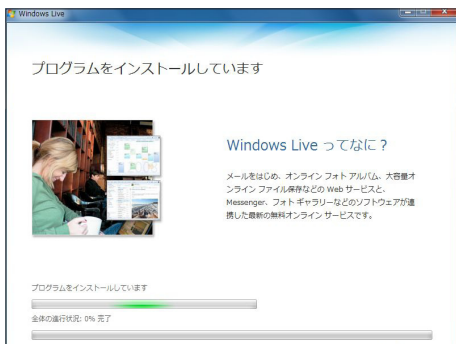 Windows Live
プログラムをインストールしています
Windows Live ってなに？
メールをはじめ、オンライン フォト アルバム、大容量オ
ンライン ファイル保存などの Web サービスと、
Messenger、フォト ギャラリーなどのソフトウェアが連
携した最新の無料オンライン サービスです。
プログラムをインストールしています
全体の進行状況: 0% 完了